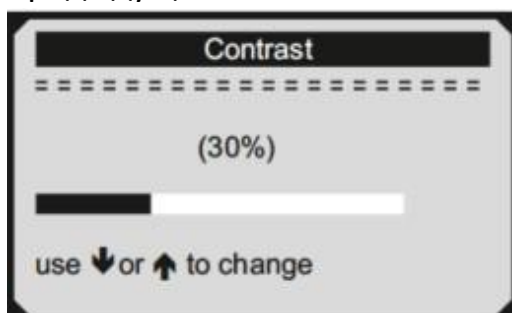 Contrast
====================
(30%)
use ↓or ↑ to change